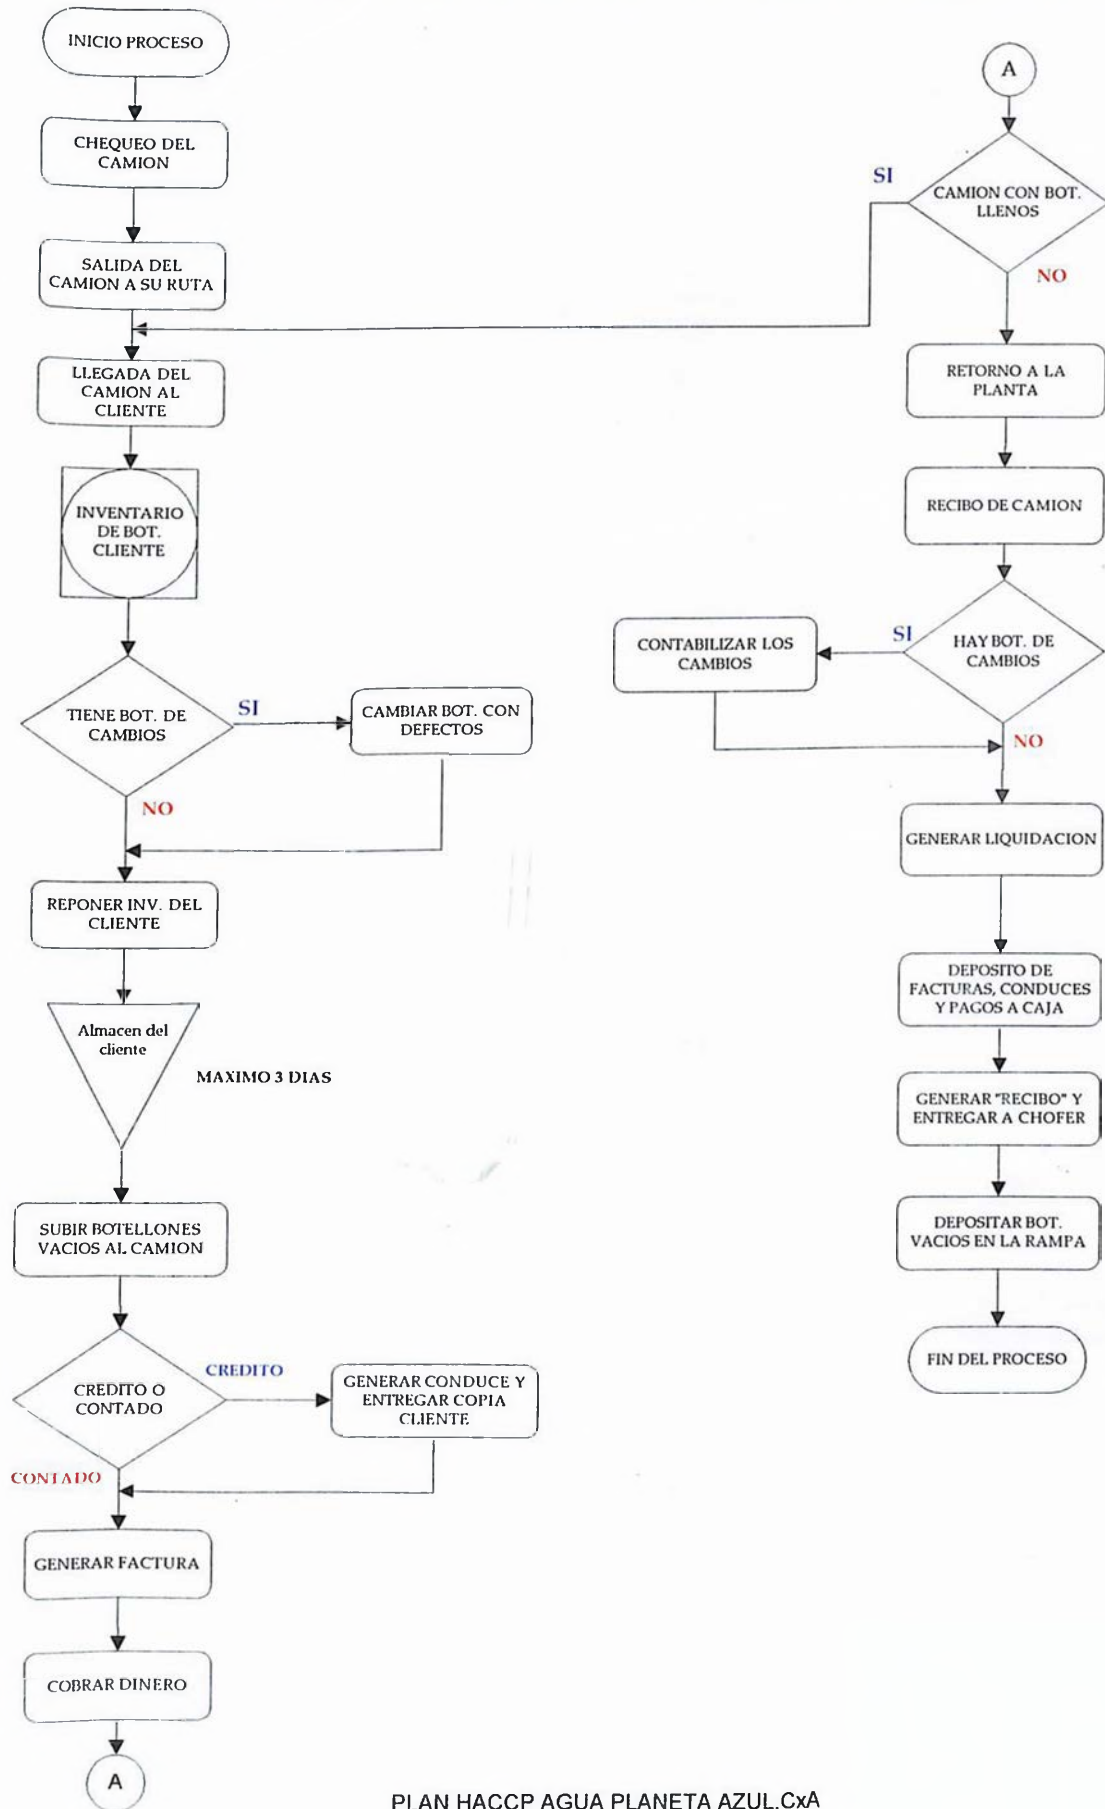 INICIO PROCESO
CHEQUEO DEL
CAMION
SALIDA DEL
CAMION A SU RUTA
LLEGADA DEL
CAMION AL
CLIENTE
INVENTARIO
DE BOT.
CLIENTE
TIENE BOT. DE
CAMBIOS
SI
CAMBIAR BOT. CON
DEFECTOS
NO
REPONER INV. DEL
CLIENTE
Almacen del
cliente
MAXIMO 3 DIAS
SUBIR BOTELLONES
VACIOS AL CAMION
CREDITO O
CONTADO
CREDITO
GENERAR CONDUCE Y
ENTREGAR COPIA
CLIENTE
CONTADO
GENERAR FACTURA
COBRAR DINERO
A
A
CAMION CON BOT.
LLENOS
SI
NO
RETORNO A LA
PLANTA
RECIBO DE CAMION
HAY BOT. DE
CAMBIOS
SI
CONTABILIZAR LOS
CAMBIOS
NO
GENERAR LIQUIDACION
DEPOSITO DE
FACTURAS, CONDUCES
Y PAGOS A CAJA
GENERAR "RECIBO" Y
ENTREGAR A CHOFER
DEPOSITAR BOT.
VACIOS EN LA RAMPA
FIN DEL PROCESO
PLAN HACCP AGUA PLANETA AZUL.CxA